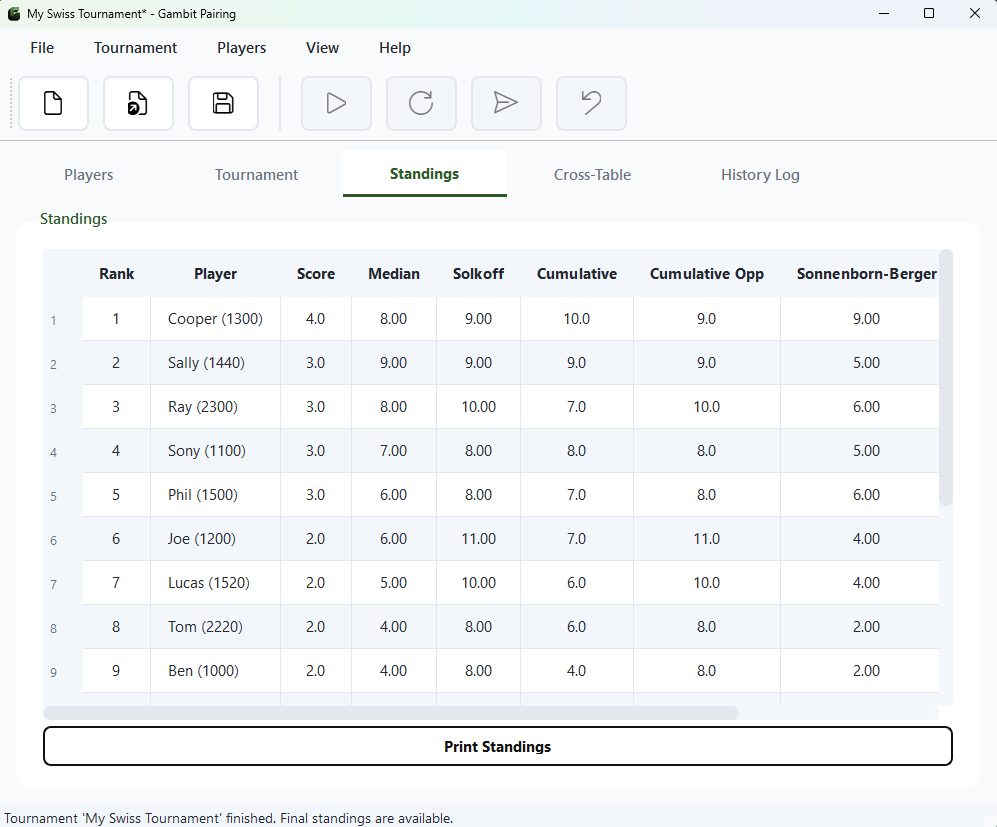 My Swiss Tournament* - Gambit Pairing
File Tournament Players View Help
Players Tournament Standings Cross-Table History Log
Standings
Rank Player Score Median Solkoff Cumulative Cumulative Opp Sonnenborn-Berger
1 1 Cooper (1300) 4.0 8.00 9.00 10.0 9.0 9.00
2 2 Sally (1440) 3.0 9.00 9.00 9.0 9.0 5.00
3 3 Ray (2300) 3.0 8.00 10.00 7.0 10.0 6.00
4 4 Sony (1100) 3.0 7.00 8.00 8.0 8.0 5.00
5 5 Phil (1500) 3.0 6.00 8.00 7.0 8.0 6.00
6 6 Joe (1200) 2.0 6.00 11.00 7.0 11.0 4.00
7 7 Lucas (1520) 2.0 5.00 10.00 6.0 10.0 4.00
8 8 Tom (2220) 2.0 4.00 8.00 6.0 8.0 2.00
9 9 Ben (1000) 2.0 4.00 8.00 4.0 8.0 2.00
Print Standings
Tournament 'My Swiss Tournament' finished. Final standings are available.